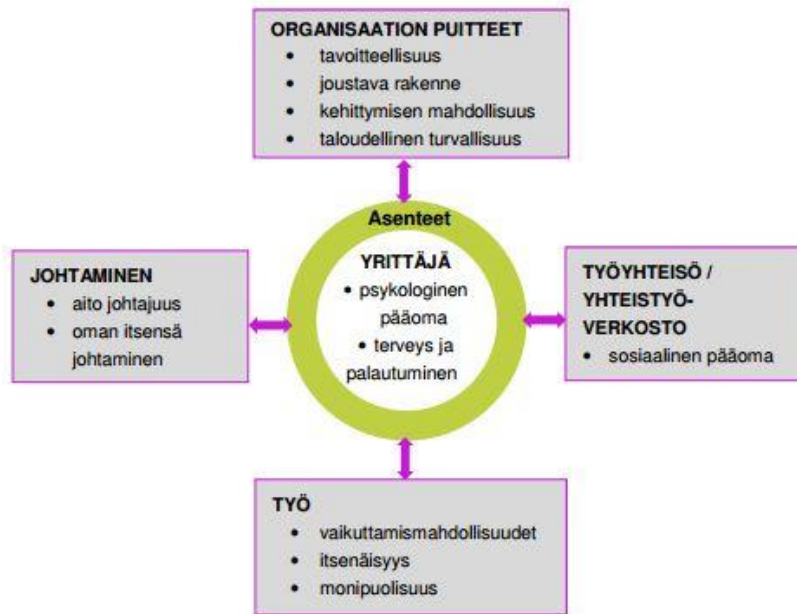 ORGANISAATION PUITTEET
• tavoitteellisuus
• joustava rakenne
• kehittymisen mahdollisuus
• taloudellinen turvallisuus
Asenteet
YRITTÄJÄ
• psykologinen
pääoma
• terveys ja
palautuminen
JOHTAMINEN
• aito johtajuus
• oman itsensä
johtaminen
TYÖYHTEISÖ /
YHTEISTYÖ-
VERKOSTO
• sosiaalinen pääoma
TYÖ
• vaikuttamismahdollisuudet
• itsenäisyys
• monipuolisuus